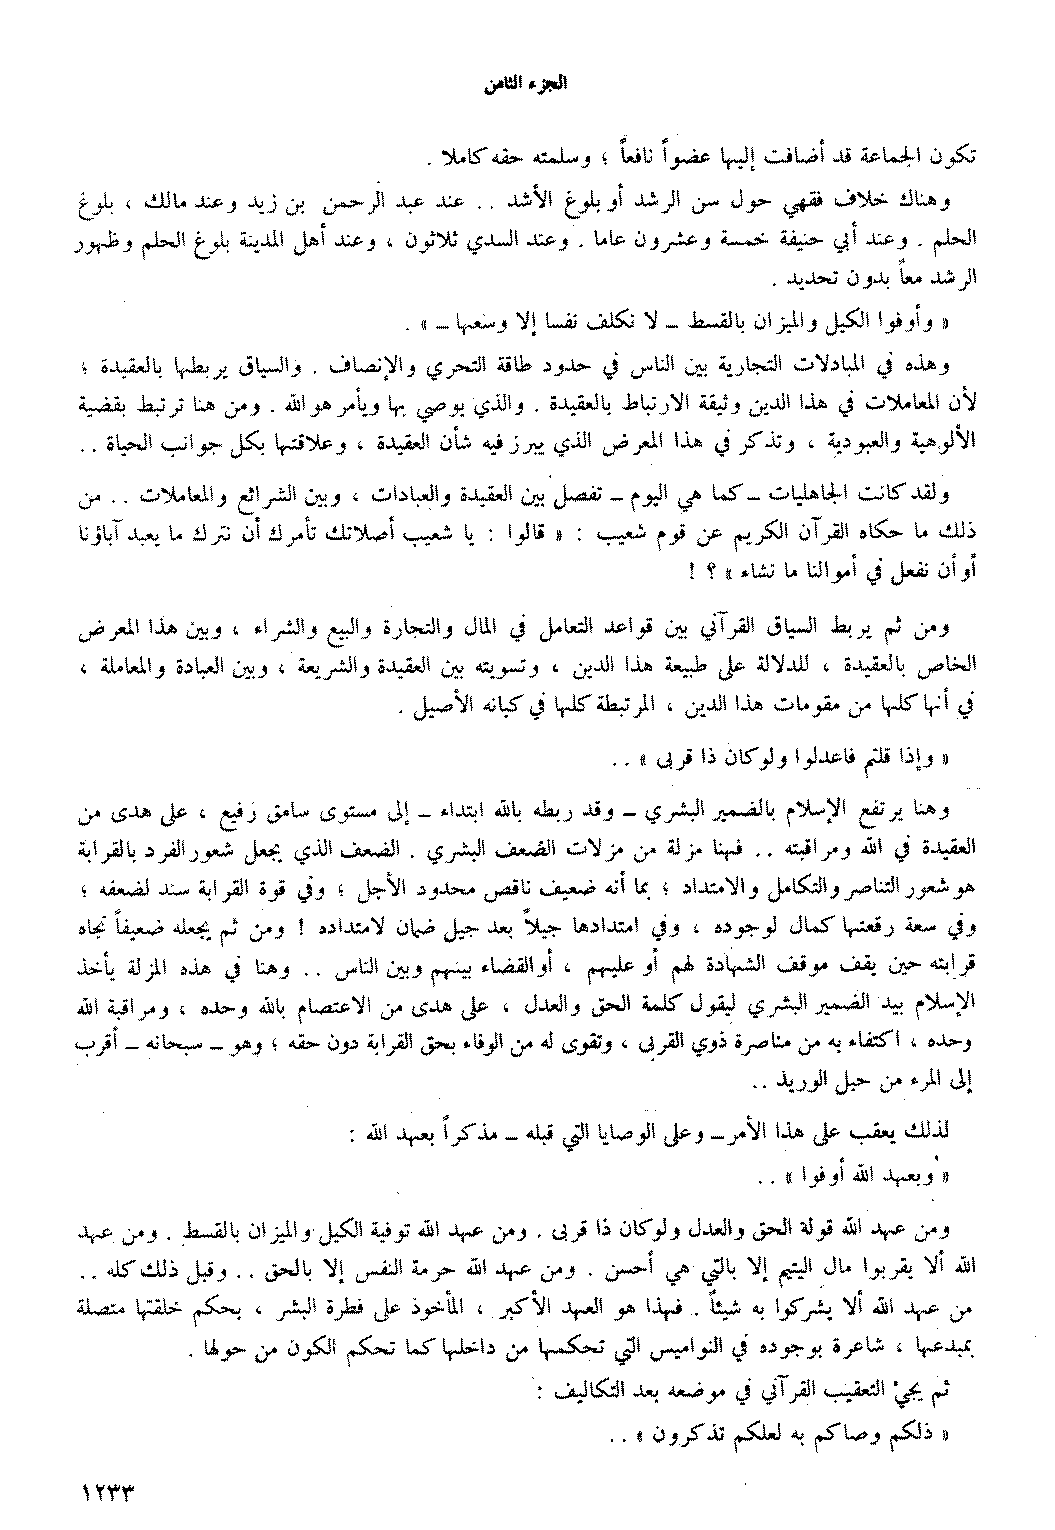 الجزء الثامن
تكون الجماعة قد أضافت إليها عضواً نافعاً ؛ وسلمته حقه كاملا .
وهناك خلاف فقهي حول سن الرشد أو بلوغ الأشد .. عند عبد الرحمن بن زيد وعند مالك ، بلوغ
الحلم . وعند أبي حنيفة خمسة وعشرون عاما . وعند السدي ثلاثون ، وعند أهل المدينة بلوغ الحلم وظهور
الرشد معاً بدون تحديد .
« وأوفوا الكيل والميزان بالقسط – لا نكلف نفسا إلا وسعها – » .
وهذه في المبادلات التجارية بين الناس في حدود طاقة التحري والإنصاف . والسياق يربطها بالعقيدة ؛
لأن المعاملات في هذا الدين وثيقة الارتباط بالعقيدة . والذي يوصي بها ويأمر هو الله . ومن هنا ترتبط بقضية
الألوهية والعبودية ، وتذكر في هذا المعرض الذي يبرز فيه شأن العقيدة ، وعلاقتها بكل جوانب الحياة ..
ولقد كانت الجاهليات – كما هي اليوم – تفصل بين العقيدة والعبادات ، وبين الشرائع والمعاملات .. من
ذلك ما حكاه القرآن الكريم عن قوم شعيب : « قالوا : يا شعيب أصلاتك تأمرك أن نترك ما يعبد آباؤنا
أو أن نفعل في أموالنا ما نشاء » ؟ !
ومن ثم يربط السياق القرآني بين قواعد التعامل في المال والتجارة والبيع والشراء ، وبين هذا المعرض
الخاص بالعقيدة ، للدلالة على طبيعة هذا الدين ، وتسويته بين العقيدة والشريعة ، وبين العبادة والمعاملة ،
في أنها كلها من مقومات هذا الدين ، المرتبطة كلها في كيانه الأصيل .
« وإذا قلتم فاعدلوا ولو كان ذا قربى » ..
وهنا يرتفع الإسلام بالضمير البشري – وقد ربطه بالله ابتداء – إلى مستوى سامق رفيع ، على هدى من
العقيدة في الله ومراقبته .. فهنا مزلة من مزلات الضعف البشري . الضعف الذي يجعل شعور الفرد بالقرابة
هو شعور التناصر والتكامل والامتداد ؛ بما أنه ضعيف ناقص محدود الأجل ؛ وفي قوة القرابة سند لضعفه ؛
وفي سعة رقعتها كمال لوجوده ، وفي امتدادها جيلاً بعد جيل ضمان لامتداده ! ومن ثم يجعله ضعيفاً تجاه
قرابته حين يقف موقف الشهادة لهم أو عليهم ، أو القضاء بينهم وبين الناس .. وهنا في هذه المزلة يأخذ
الإسلام بيد الضمير البشري ليقول كلمة الحق والعدل ، على هدى من الاعتصام بالله وحده ، ومراقبة الله
وحده ، اكتفاء به من مناصرة ذوي القربى ، وتقوى له من الوفاء بحق القرابة دون حقه ؛ وهو – سبحانه – أقرب
إلى المرء من حبل الوريد ..
لذلك يعقب على هذا الأمر – وعلى الوصايا التي قبله – مذكراً بعهد الله :
« وبعهد الله أوفوا » ..
ومن عهد الله قولة الحق والعدل ولو كان ذا قربى . ومن عهد الله توفية الكيل والميزان بالقسط . ومن عهد
الله ألا يقربوا مال اليتيم إلا بالتي هي أحسن . ومن عهد الله حرمة النفس إلا بالحق .. وقبل ذلك كله ..
من عهد الله ألا يشركوا به شيئاً . فهذا هو العهد الأكبر ، المأخوذ على فطرة البشر ، بحكم خلقتها متصلة
بمبدعها ، شاعرة بوجوده في النواميس التي تحكمها من داخلها كما تحكم الكون من حولها .
ثم يجيْ التعقيب القرآني في موضعه بعد التكاليف :
« ذلكم وصاكم به لعلكم تذكرون » ..
١٢٣٣